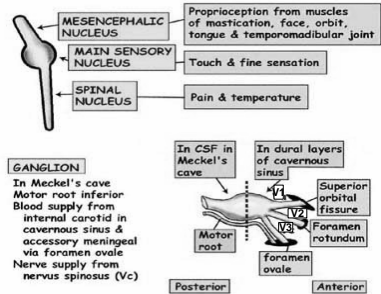 MESENCEPHALIC
NUCLEUS
Proprioception from muscles
of mastication, face, orbit,
tongue & temporomadibular joint
MAIN SENSORY
NUCLEUS
Touch & fine sensation
SPINAL
NUCLEUS
Pain & temperature
GANGLION
In Meckel's cave
Motor root inferior
Blood supply from
internal carotid in
cavernous sinus &
accessory meningeal
via foramen ovale
Nerve supply from
nervus spinosus (Vc)
In CSF in
Meckel's
cave
In dural layers
of cavernous
sinus
V1
V2
V3
Superior
orbital
fissure
Foramen
rotundum
Motor
root
foramen
ovale
Posterior
Anterior